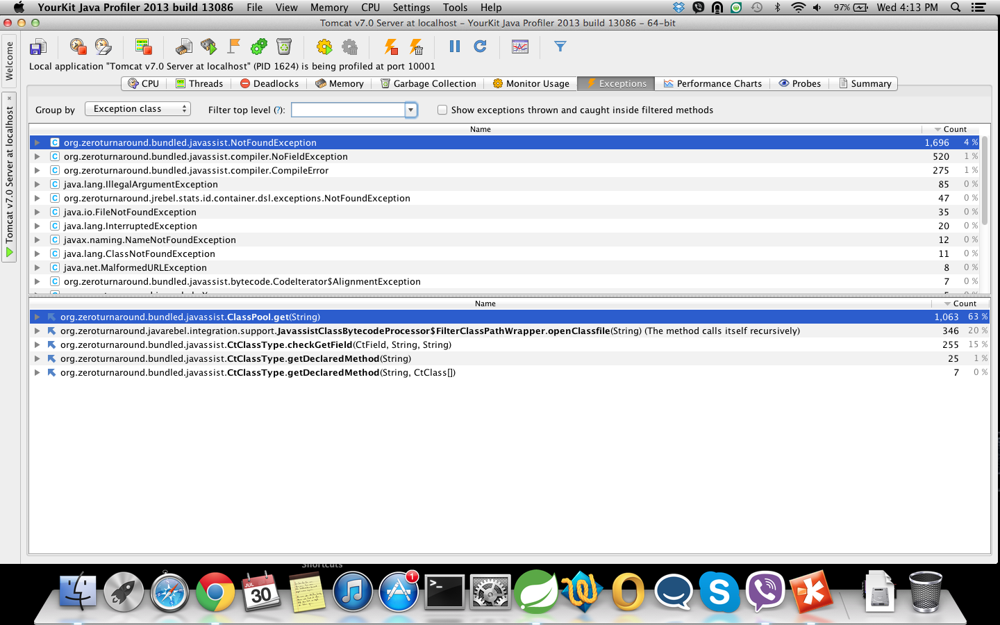 YourKit Java Profiler 2013 build 13086 File View Memory CPU Settings Tools Help 97% Wed 4:13 PM
Tomcat v7.0 Server at localhost - YourKit Java Profiler 2013 build 13086 - 64-bit
Welcome
Tomcat v7.0 Server at localhost
Local application "Tomcat v7.0 Server at localhost" (PID 1624) is being profiled at port 10001
CPU Threads Deadlocks Memory Garbage Collection Monitor Usage Exceptions Performance Charts Probes Summary
Group by Exception class Filter top level (?): Show exceptions thrown and caught inside filtered methods
Name Count
org.zeroturnaround.bundled.javassist.NotFoundException 1,696 4 %
org.zeroturnaround.bundled.javassist.compiler.NoFieldException 520 1 %
org.zeroturnaround.bundled.javassist.compiler.CompileError 275 1 %
java.lang.IllegalArgumentException 85 0 %
org.zeroturnaround.jrebel.stats.id.container.dsl.exceptions.NotFoundException 47 0 %
java.io.FileNotFoundException 35 0 %
java.lang.InterruptedException 20 0 %
javax.naming.NameNotFoundException 12 0 %
java.lang.ClassNotFoundException 11 0 %
java.net.MalformedURLException 8 0 %
org.zeroturnaround.bundled.javassist.bytecode.CodeIterator$AlignmentException 7 0 %
Name Count
org.zeroturnaround.bundled.javassist.ClassPool.get(String) 1,063 63 %
org.zeroturnaround.javarebel.integration.support.JavassistClassBytecodeProcessor$FilterClassPathWrapper.openClassfile(String) (The method calls itself recursively) 346 20 %
org.zeroturnaround.bundled.javassist.CtClassType.checkGetField(CtField, String, String) 255 15 %
org.zeroturnaround.bundled.javassist.CtClassType.getDeclaredMethod(String) 25 1 %
org.zeroturnaround.bundled.javassist.CtClassType.getDeclaredMethod(String, CtClass[]) 7 0 %
Shortcuts
JUL
30
1